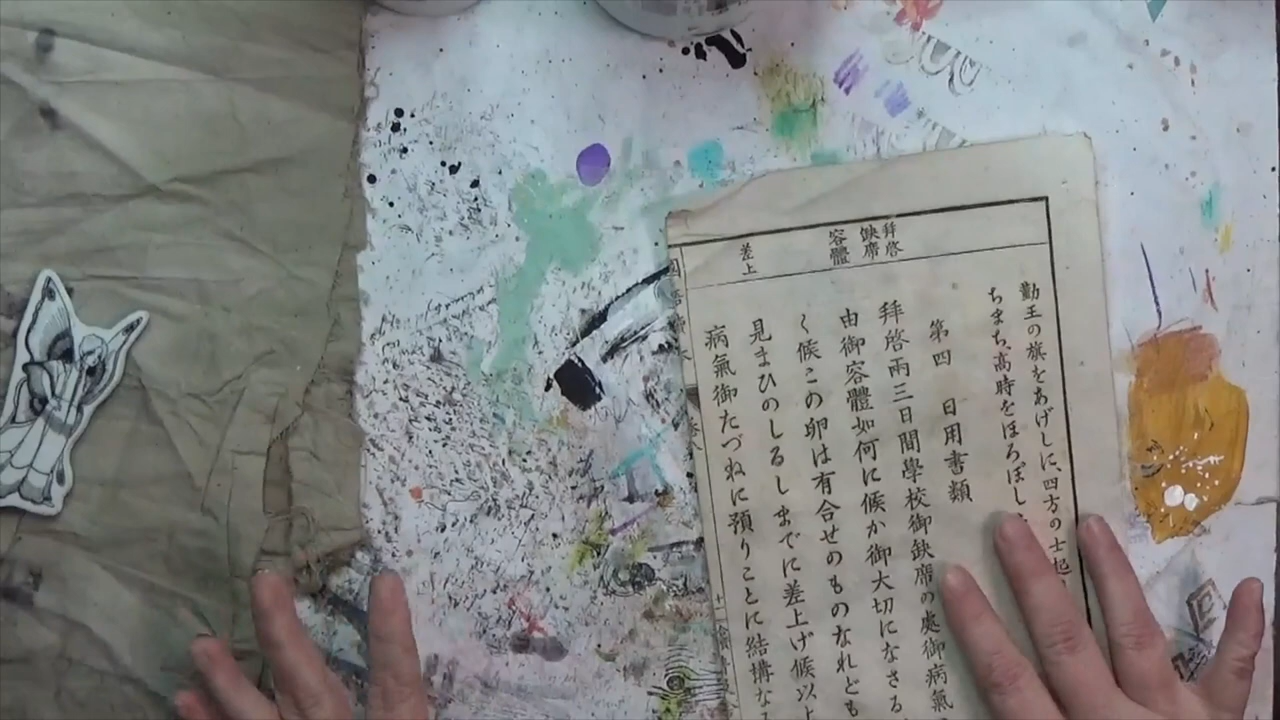 拜啓
缺席
容體
差上
勤王の旗をあげしに、四方の士起
ちまち、高時をほろぼし
第四 日用書類
拜啓兩三日間學校御缺席の處御病氣
由御容體如何に候か御大切になさる
く候この卵は有合せのものなれども
見まひのしるしまでに差上げ候以上
病氣御たづねに預りことに結構な